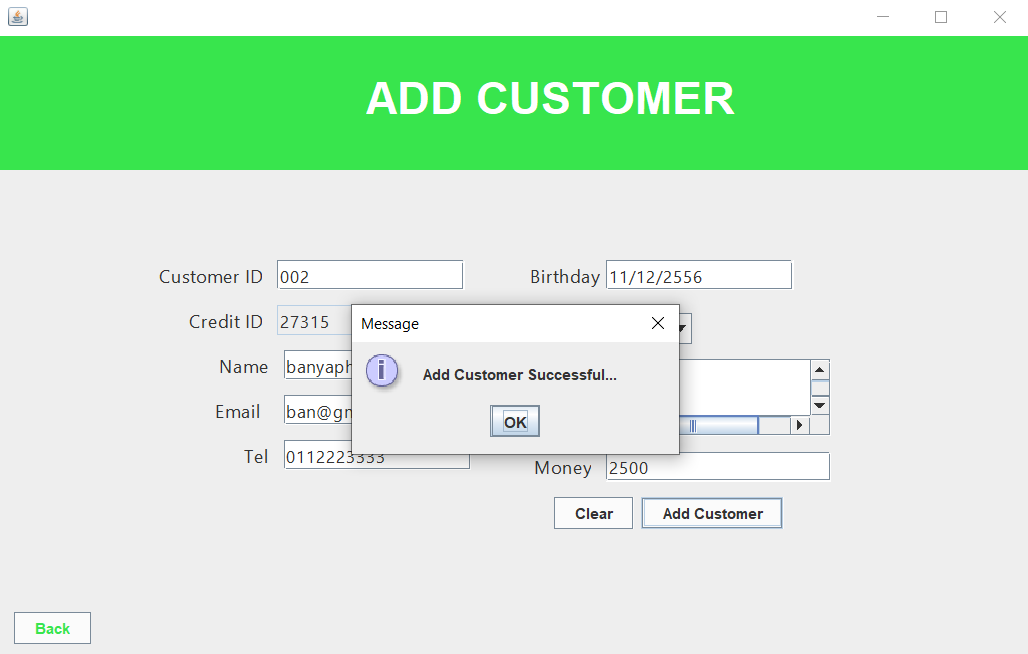 ADD CUSTOMER
Customer ID 002
Birthday 11/12/2556
Credit ID 27315
Message
Name
Add Customer Successful...
Email
OK
Tel 0112223333
Money 2500
Clear
Add Customer
Back